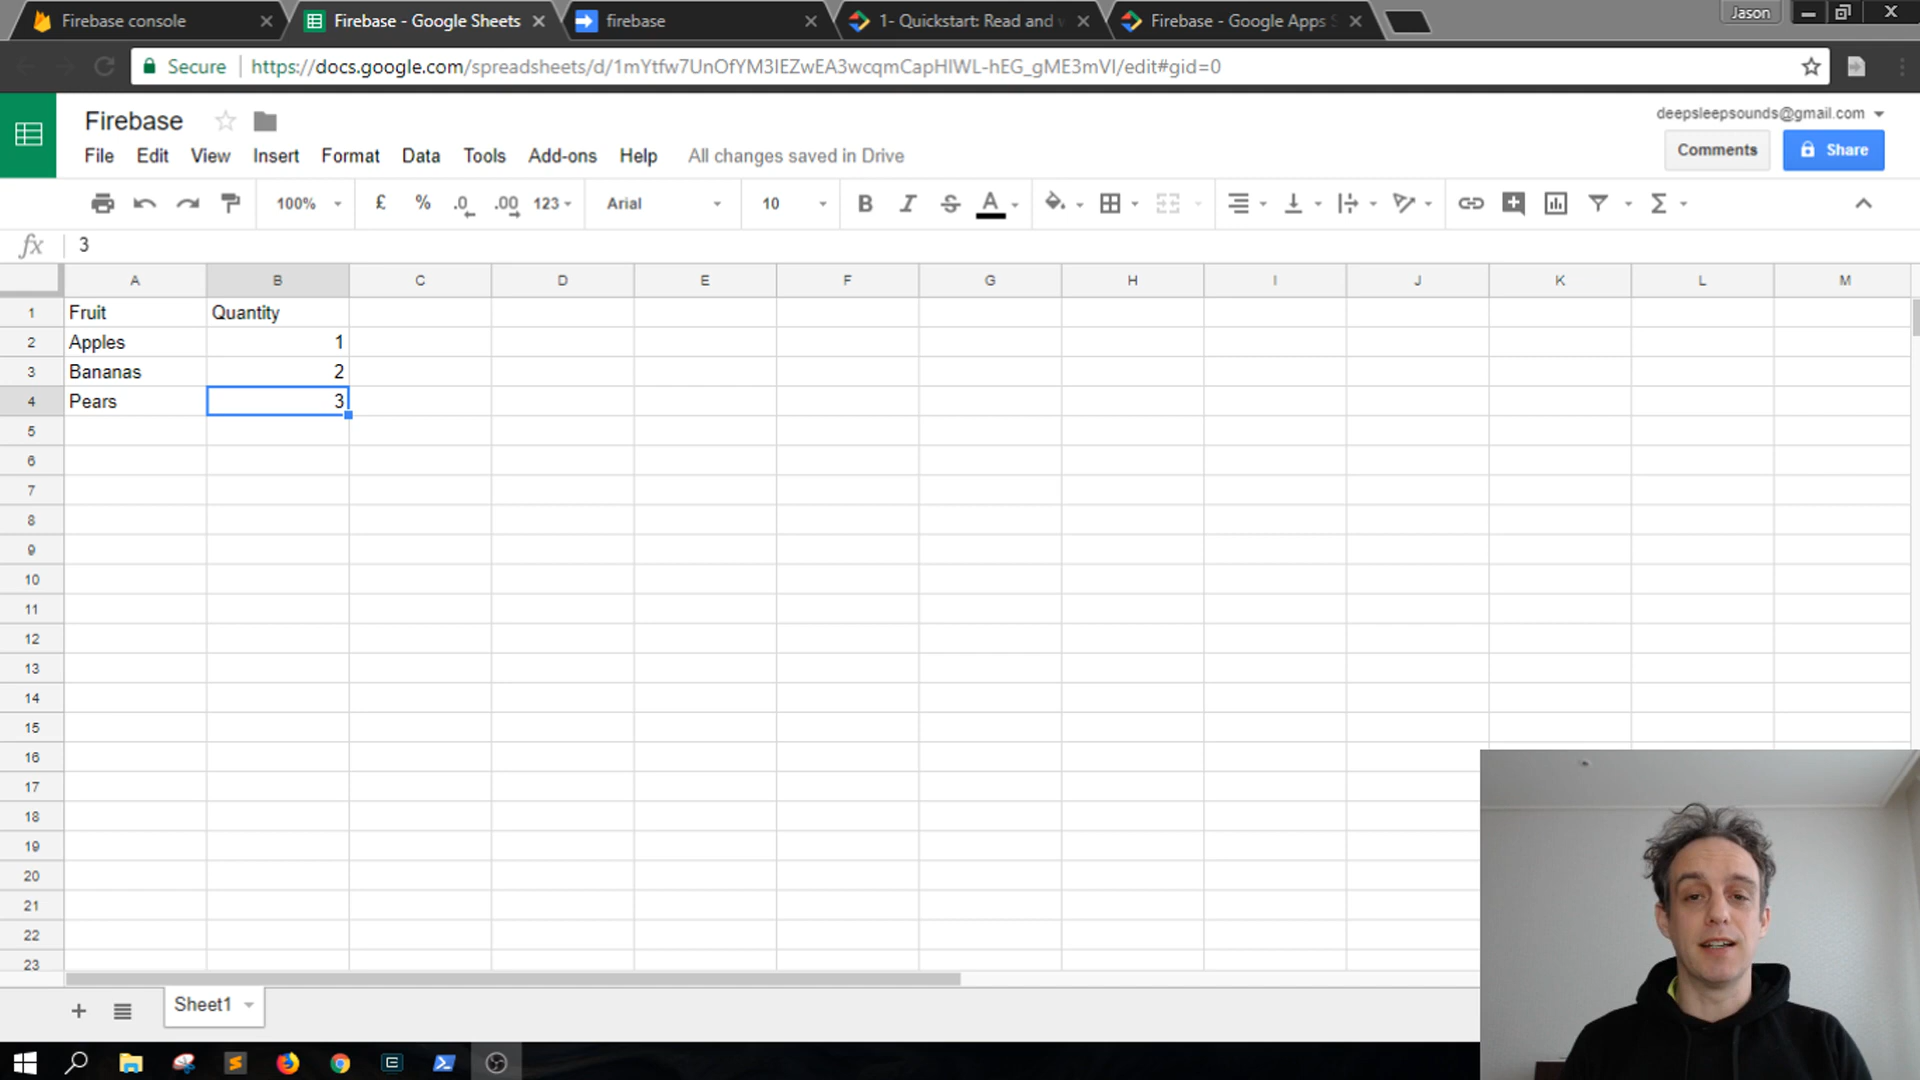 Firebase console
Firebase - Google Sheets
firebase
1- Quickstart: Read and
Firebase - Google Apps
Jason
Secure
https://docs.google.com/spreadsheets/d/1mYtfw7UnOfYM3IEZwEA3wcqmCapHIWL-hEG_gME3mVI/edit#gid=0
Firebase
deepsleepsounds@gmail.com
File Edit View Insert Format Data Tools Add-ons Help All changes saved in Drive
Comments
Share
100% £ % .0 .00 123 Arial 10 B I S A Σ
fx 3
A B C D E F G H I J K L M
1 Fruit Quantity
2 Apples 1
3 Bananas 2
4 Pears 3
5
6
7
8
9
10
11
12
13
14
15
16
17
18
19
20
21
22
23
+ Sheet1